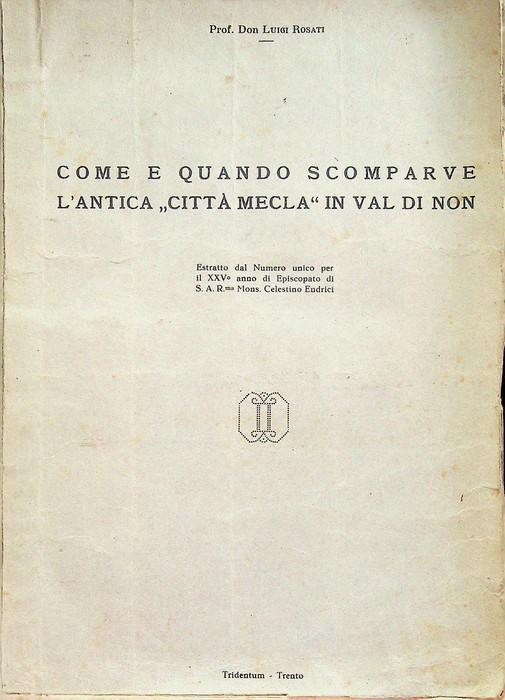 Prof. Don LUIGI ROSATI
COME E QUANDO SCOMPARVE
L'ANTICA „CITTÀ MECLA“ IN VAL DI NON
Estratto dal Numero unico per
il XXVº anno di Episcopato di
S. A. R.ma Mons. Celestino Endrici
Tridentum - Trento